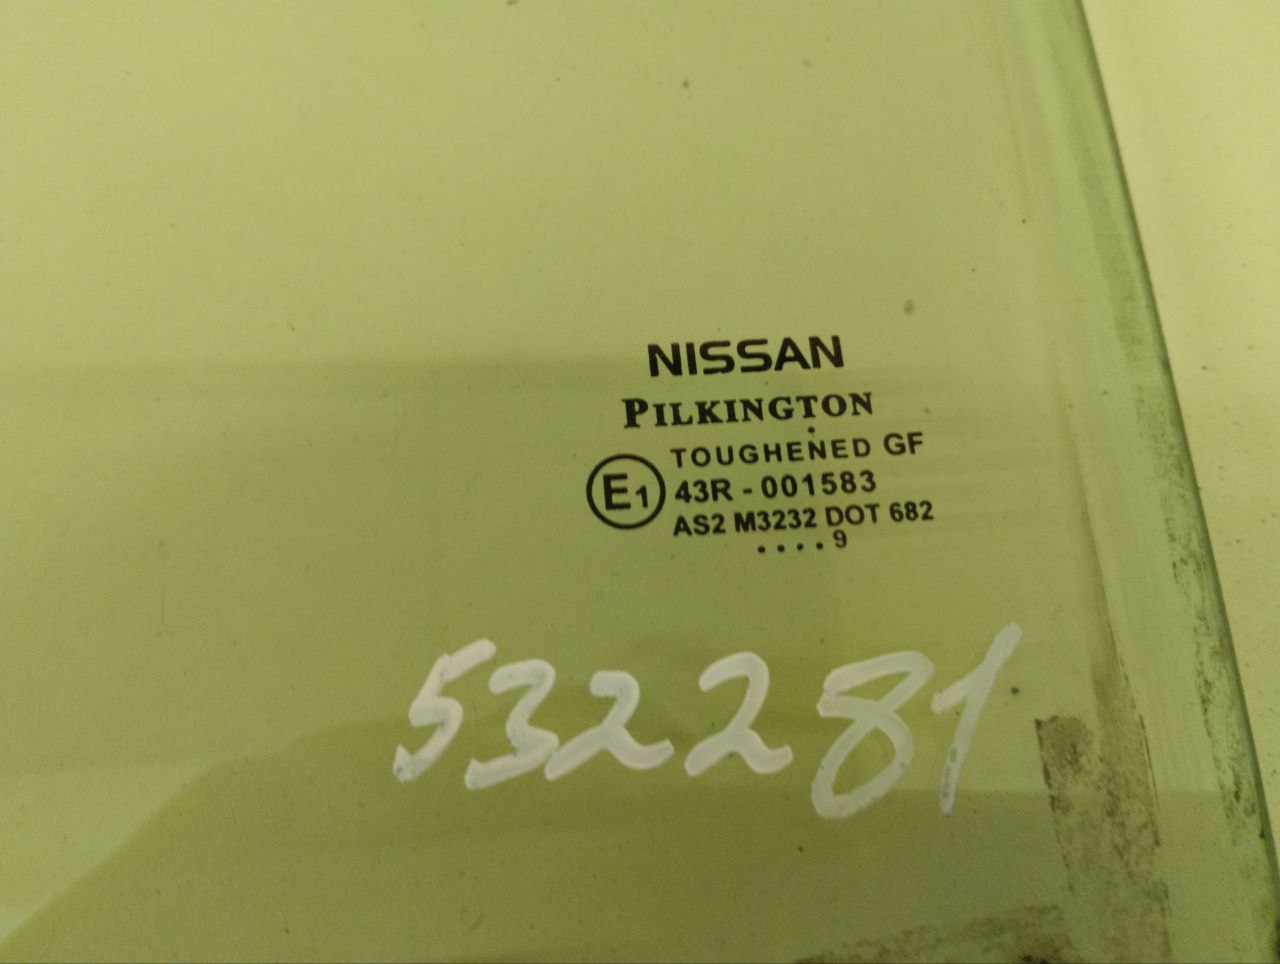 NISSAN
PILKINGTON
TOUGHENED GF
E1 43R - 001583
AS2 M3232 DOT 682
. . . . 9
532281